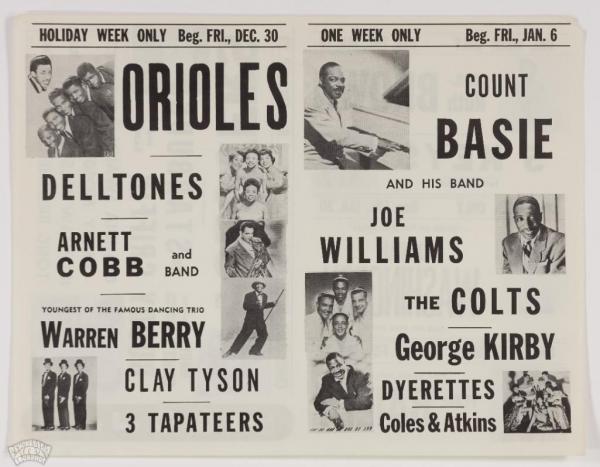 HOLIDAY WEEK ONLY Beg. FRI., DEC. 30
ORIOLES
DELLTONES
ARNETT
COBB and BAND
YOUNGEST OF THE FAMOUS DANCING TRIO
WARREN BERRY
CLAY TYSON
3 TAPATEERS
ONE WEEK ONLY Beg. FRI., JAN. 6
COUNT
BASIE
AND HIS BAND
JOE
WILLIAMS
THE COLTS
George KIRBY
DYERETTES
Coles & Atkins